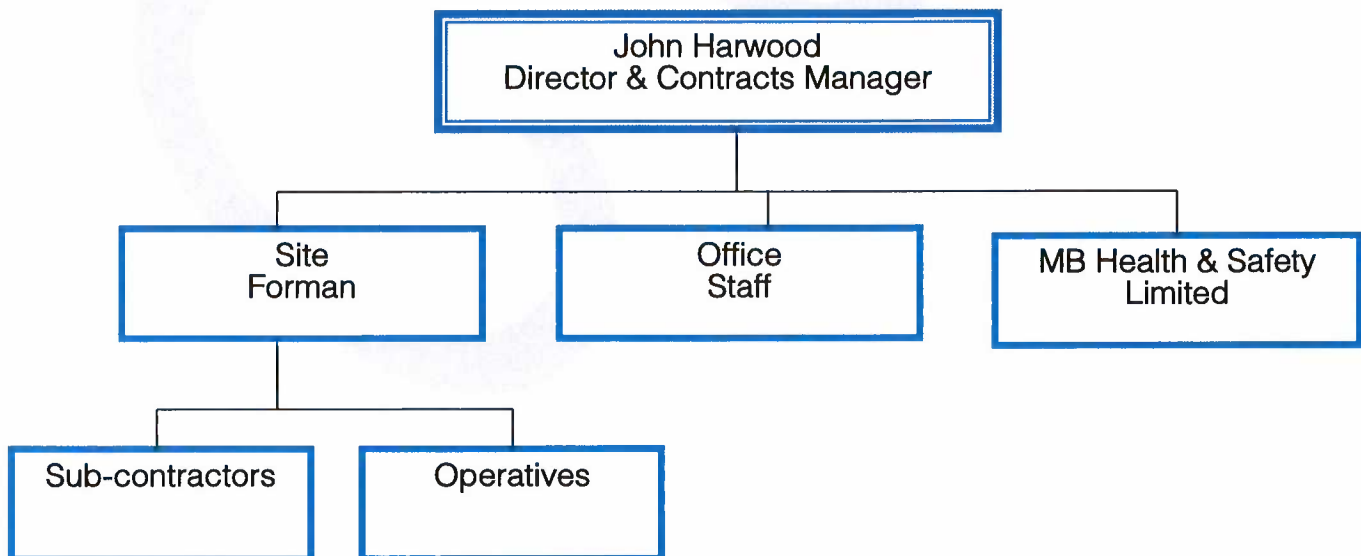 John Harwood
Director & Contracts Manager
Site
Forman
Office
Staff
MB Health & Safety
Limited
Sub-contractors
Operatives